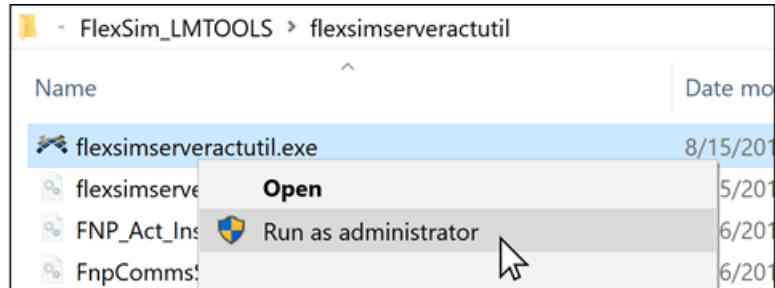 FlexSim_LMTOOLS > flexsimserveractutil
Name Date mo
flexsimserveractutil.exe 8/15/201
flexsimserve Open 5/201
FNP_Act_Ins Run as administrator 6/201
FnpComms 6/201